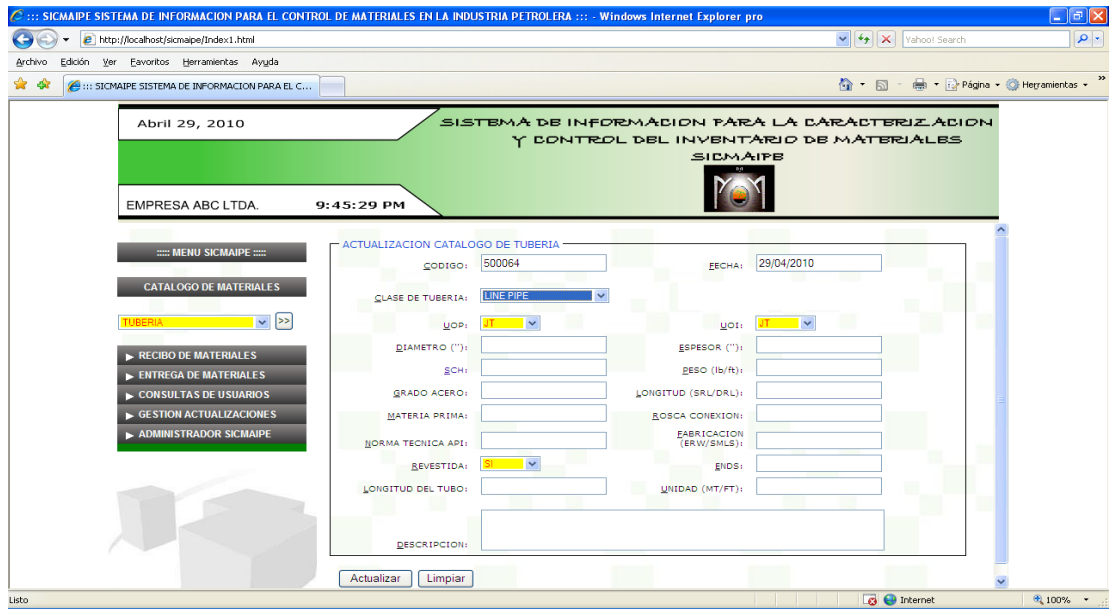 ::: SICMAIPE SISTEMA DE INFORMACION PARA EL CONTROL DE MATERIALES EN LA INDUSTRIA PETROLERA ::: - Windows Internet Explorer pro
http://localhost/sicmaipe/Index1.html
Yahoo! Search
Archivo Edición Ver Favoritos Herramientas Ayuda
::: SICMAIPE SISTEMA DE INFORMACION PARA EL C...
Página Herramientas »
Abril 29, 2010
SISTEMA DE INFORMACION PARA LA CARACTERIZACION
Y CONTROL DEL INVENTARIO DE MATERIALES
SICMAIPE
EMPRESA ABC LTDA. 9:45:29 PM
::::: MENU SICMAIPE :::::
CATALOGO DE MATERIALES
TUBERIA >>
► RECIBO DE MATERIALES
► ENTREGA DE MATERIALES
► CONSULTAS DE USUARIOS
► GESTION ACTUALIZACIONES
► ADMINISTRADOR SICMAIPE
ACTUALIZACION CATALOGO DE TUBERIA
CODIGO: 500064 FECHA: 29/04/2010
CLASE DE TUBERIA: LINE PIPE
UOP: JT UOI: JT
DIAMETRO ("): ESPESOR ("):
SCH: PESO (lb/ft):
GRADO ACERO: LONGITUD (SRL/DRL):
MATERIA PRIMA: ROSCA CONEXION:
NORMA TECNICA API: FABRICACION
(ERW/SMLS):
REVESTIDA: SI ENDS:
LONGITUD DEL TUBO: UNIDAD (MT/FT):
DESCRIPCION:
Actualizar Limpiar
Listo Internet 100%